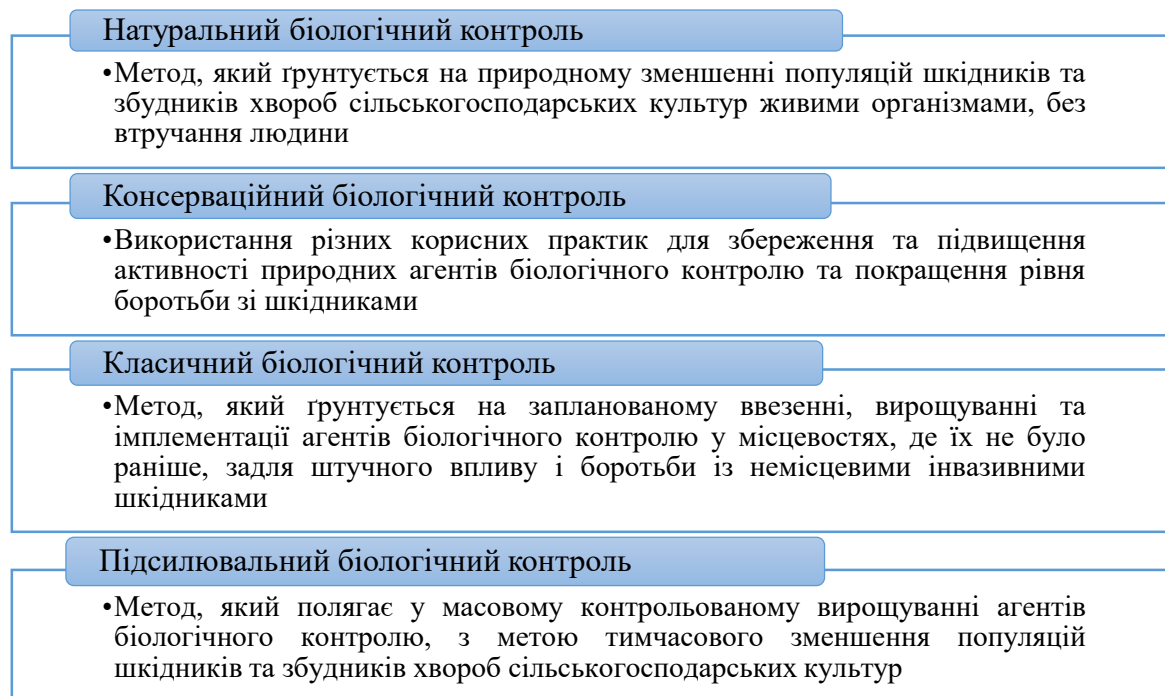 Натуральний біологічний контроль
•Метод, який ґрунтується на природному зменшенні популяцій шкідників та
збудників хвороб сільськогосподарських культур живими організмами, без
втручання людини
Консерваційний біологічний контроль
•Використання різних корисних практик для збереження та підвищення
активності природних агентів біологічного контролю та покращення рівня
боротьби зі шкідниками
Класичний біологічний контроль
•Метод, який ґрунтується на запланованому ввезенні, вирощуванні та
імплементації агентів біологічного контролю у місцевостях, де їх не було
раніше, задля штучного впливу і боротьби із немісцевими інвазивними
шкідниками
Підсилювальний біологічний контроль
•Метод, який полягає у масовому контрольованому вирощуванні агентів
біологічного контролю, з метою тимчасового зменшення популяцій
шкідників та збудників хвороб сільськогосподарських культур